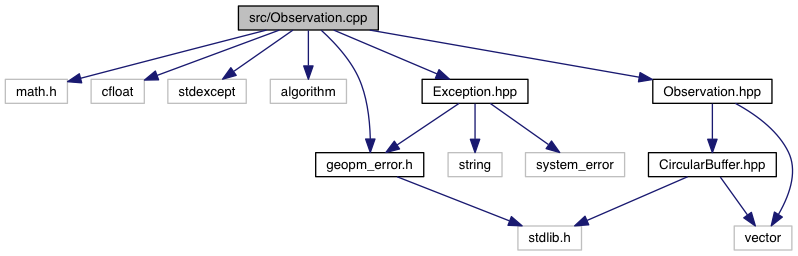 src/Observation.cpp
math.h
cfloat
stdexcept
algorithm
Exception.hpp
Observation.hpp
geopm_error.h
string
system_error
CircularBuffer.hpp
stdlib.h
vector